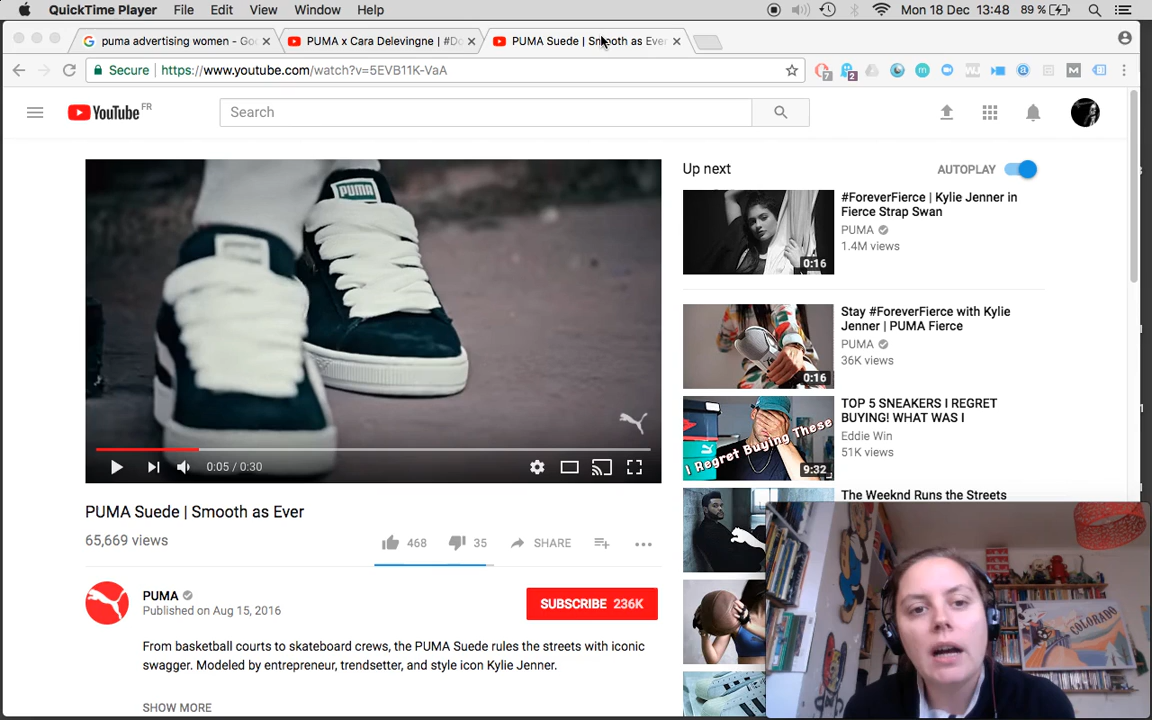 QuickTime Player File Edit View Window Help Mon 18 Dec 13:48 89 %
puma advertising women - Go
PUMA x Cara Delevingne | #Do
PUMA Suede | Smooth as Ever
Secure https://www.youtube.com/watch?v=5EVB11K-VaA
7 2
YouTube FR
Search
PUMA
0:05 / 0:30
PUMA Suede | Smooth as Ever
65,669 views
468 35 SHARE
PUMA
Published on Aug 15, 2016
SUBSCRIBE 236K
From basketball courts to skateboard crews, the PUMA Suede rules the streets with iconic
swagger. Modeled by entrepreneur, trendsetter, and style icon Kylie Jenner.
SHOW MORE
Up next AUTOPLAY
#ForeverFierce | Kylie Jenner in
Fierce Strap Swan
PUMA
1.4M views
0:16
Stay #ForeverFierce with Kylie
Jenner | PUMA Fierce
PUMA
36K views
0:16
TOP 5 SNEAKERS I REGRET
BUYING! WHAT WAS I
Eddie Win
51K views
I Regret Buying These
9:32
The Weeknd Runs the Streets
COLORADO